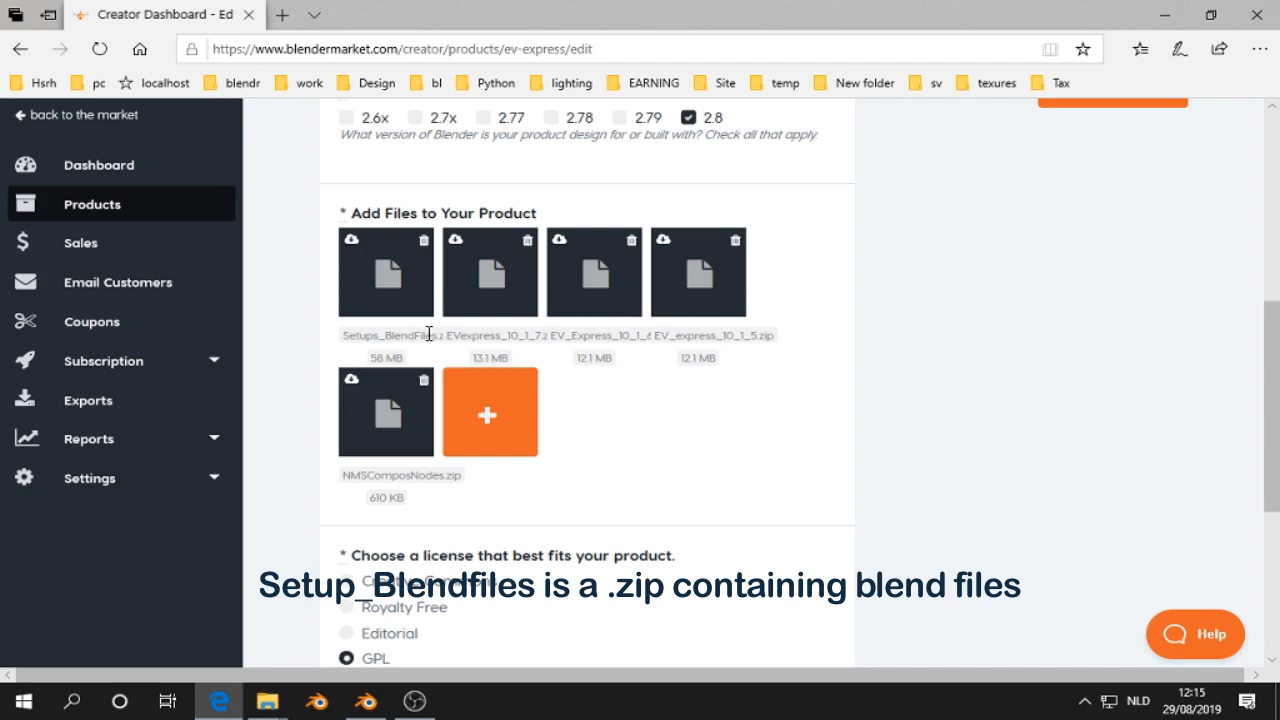 Creator Dashboard - Ed
https://www.blendermarket.com/creator/products/ev-express/edit
Hsrh pc localhost blendr work Design bl Python lighting EARNING Site temp New folder sv texures Tax
back to the market
Dashboard
Products
Sales
Email Customers
Coupons
Subscription
Exports
Reports
Settings
2.6x 2.7x 2.77 2.78 2.79 2.8
What version of Blender is your product design for or built with? Check all that apply.
* Add Files to Your Product
Setups_BlendFiles.z EVexpress_10_1_7.z EV_Express_10_1_6 EV_express_10_1_5.zip
58 MB 13.1 MB 12.1 MB 12.1 MB
NMSComposNodes.zip
610 KB
* Choose a license that best fits your product.
Setup_Blendfiles is a .zip containing blend files
Royalty Free
Editorial
GPL
Help
NLD
12:15
29/08/2019